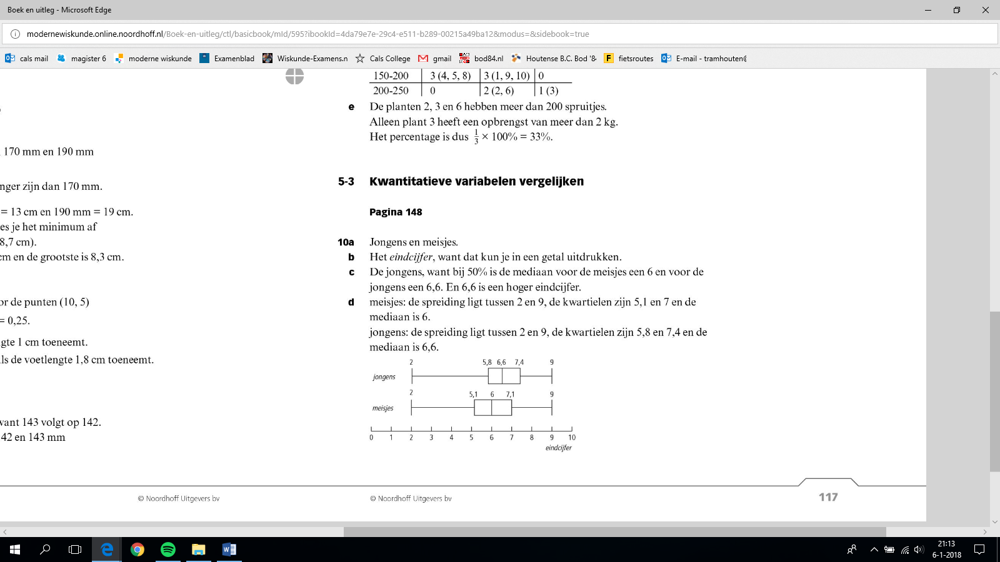 Boek en uitleg - Microsoft Edge
modernewiskunde.online.noordhoff.nl/Boek-en-uitleg/ctl/basicbook/mId/595?ibookId=4da79e7e-29c4-e511-b289-00215a49ba12&modus=&sidebook=true
cals mail magister 6 moderne wiskunde Examenblad Wiskunde-Examens.n Cals College gmail bod84.nl Houtense B.C. Bod '8 fietsroutes E-mail - tramhouten@
170 mm en 190 mm
nger zijn dan 170 mm.
= 13 cm en 190 mm = 19 cm.
es je het minimum af
8,7 cm).
cm en de grootste is 8,3 cm.
or de punten (10, 5)
= 0,25.
gte 1 cm toeneemt.
ls de voetlengte 1,8 cm toeneemt.
want 143 volgt op 142.
42 en 143 mm
© Noordhoff Uitgevers bv
150-200 3 (4, 5, 8) 3 (1, 9, 10) 0
200-250 0 2 (2, 6) 1 (3)
e De planten 2, 3 en 6 hebben meer dan 200 spruitjes.
Alleen plant 3 heeft een opbrengst van meer dan 2 kg.
Het percentage is dus 1/3 × 100% = 33%.
5-3 Kwantitatieve variabelen vergelijken
Pagina 148
10a Jongens en meisjes.
b Het eindcijfer, want dat kun je in een getal uitdrukken.
c De jongens, want bij 50% is de mediaan voor de meisjes een 6 en voor de
jongens een 6,6. En 6,6 is een hoger eindcijfer.
d meisjes: de spreiding ligt tussen 2 en 9, de kwartielen zijn 5,1 en 7 en de
mediaan is 6.
jongens: de spreiding ligt tussen 2 en 9, de kwartielen zijn 5,8 en 7,4 en de
mediaan is 6,6.
2 5,8 6,6 7,4 9
jongens
2 5,1 6 7,1 9
meisjes
0 1 2 3 4 5 6 7 8 9 10
eindcijfer
© Noordhoff Uitgevers bv
117
21:13
6-1-2018